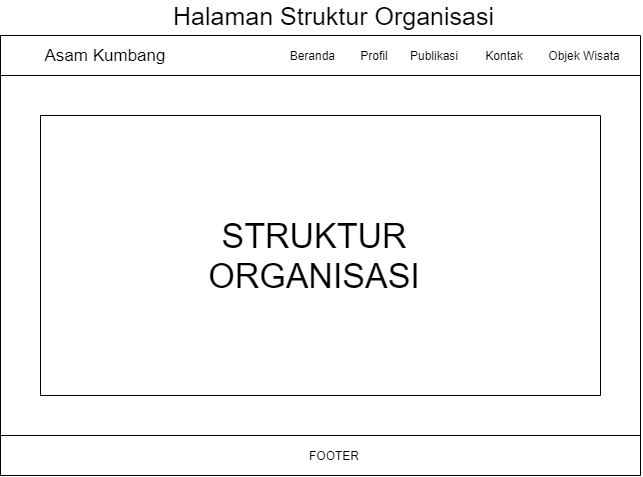 Halaman Struktur Organisasi
Asam Kumbang Beranda Profil Publikasi Kontak Objek Wisata
STRUKTUR
ORGANISASI
FOOTER